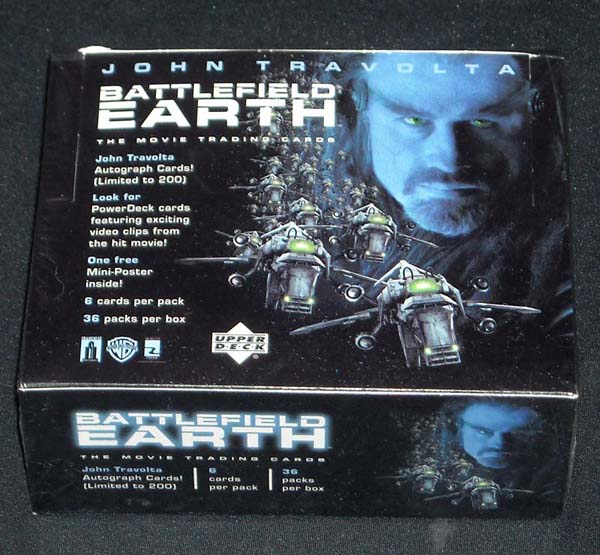 JOHN TRAVOLTA
BATTLEFIELD
EARTH
THE MOVIE TRADING CARDS
John Travolta
Autograph Cards!
(Limited to 200)
Look for
PowerDeck cards
featuring exciting
video clips from
the hit movie!
One free
Mini-Poster
inside!
6 cards per pack
36 packs per box
UPPER
DECK
BATTLEFIELD
EARTH
THE MOVIE TRADING CARDS
John Travolta
Autograph Cards!
(Limited to 200)
6
cards
per pack
36
packs
per box